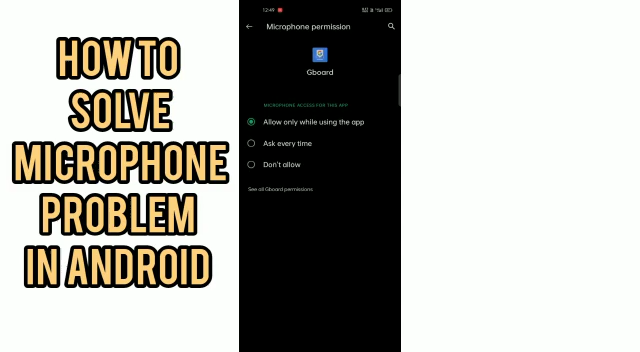 HOW TO
SOLVE
MICROPHONE
PROBLEM
IN ANDROID
12:49
Microphone permission
Gboard
MICROPHONE ACCESS FOR THIS APP
Allow only while using the app
Ask every time
Don't allow
See all Gboard permissions